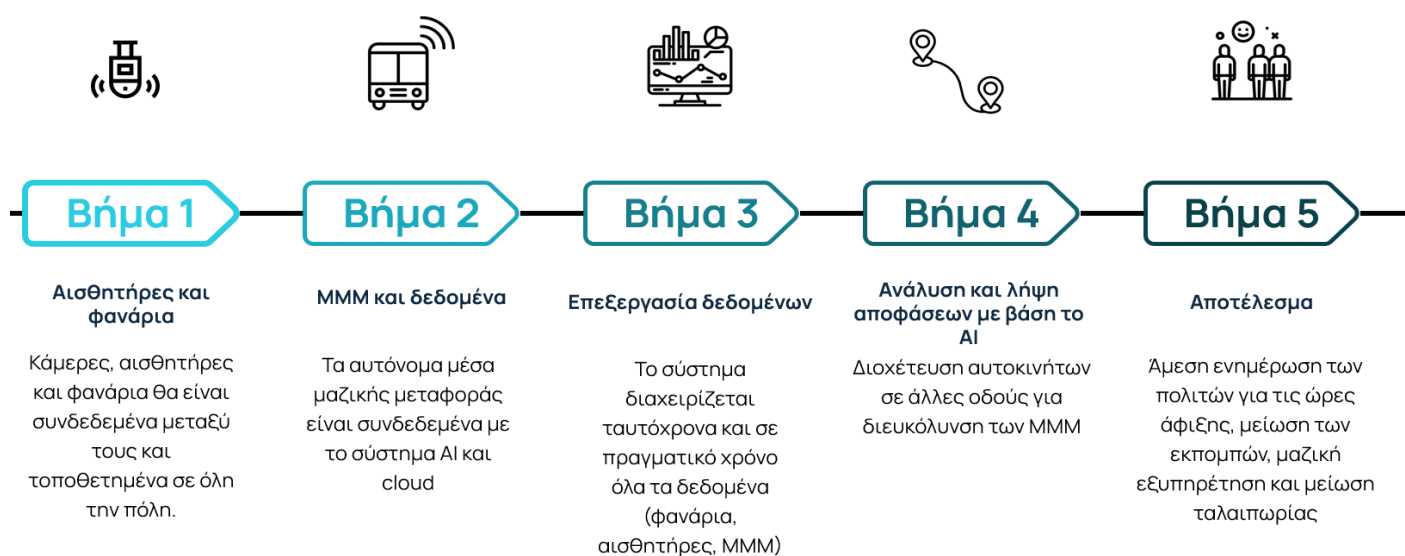 Βήμα 1
Βήμα 2
Βήμα 3
Βήμα 4
Βήμα 5
Αισθητήρες και
φανάρια
Κάμερες, αισθητήρες
και φανάρια θα είναι
συνδεδεμένα μεταξύ
τους και
τοποθετημένα σε όλη
την πόλη.
ΜΜΜ και δεδομένα
Τα αυτόνομα μέσα
μαζικής μεταφοράς
είναι συνδεδεμένα με
το σύστημα AI και
cloud
Επεξεργασία δεδομένων
Το σύστημα
διαχειρίζεται
ταυτόχρονα και σε
πραγματικό χρόνο
όλα τα δεδομένα
(φανάρια,
αισθητήρες, ΜΜΜ)
Ανάλυση και λήψη
αποφάσεων με βάση το
AI
Διοχέτευση αυτοκινήτων
σε άλλες οδούς για
διευκόλυνση των ΜΜΜ
Αποτέλεσμα
Άμεση ενημέρωση των
πολιτών για τις ώρες
άφιξης, μείωση των
εκπομπών, μαζική
εξυπηρέτηση και μείωση
ταλαιπωρίας